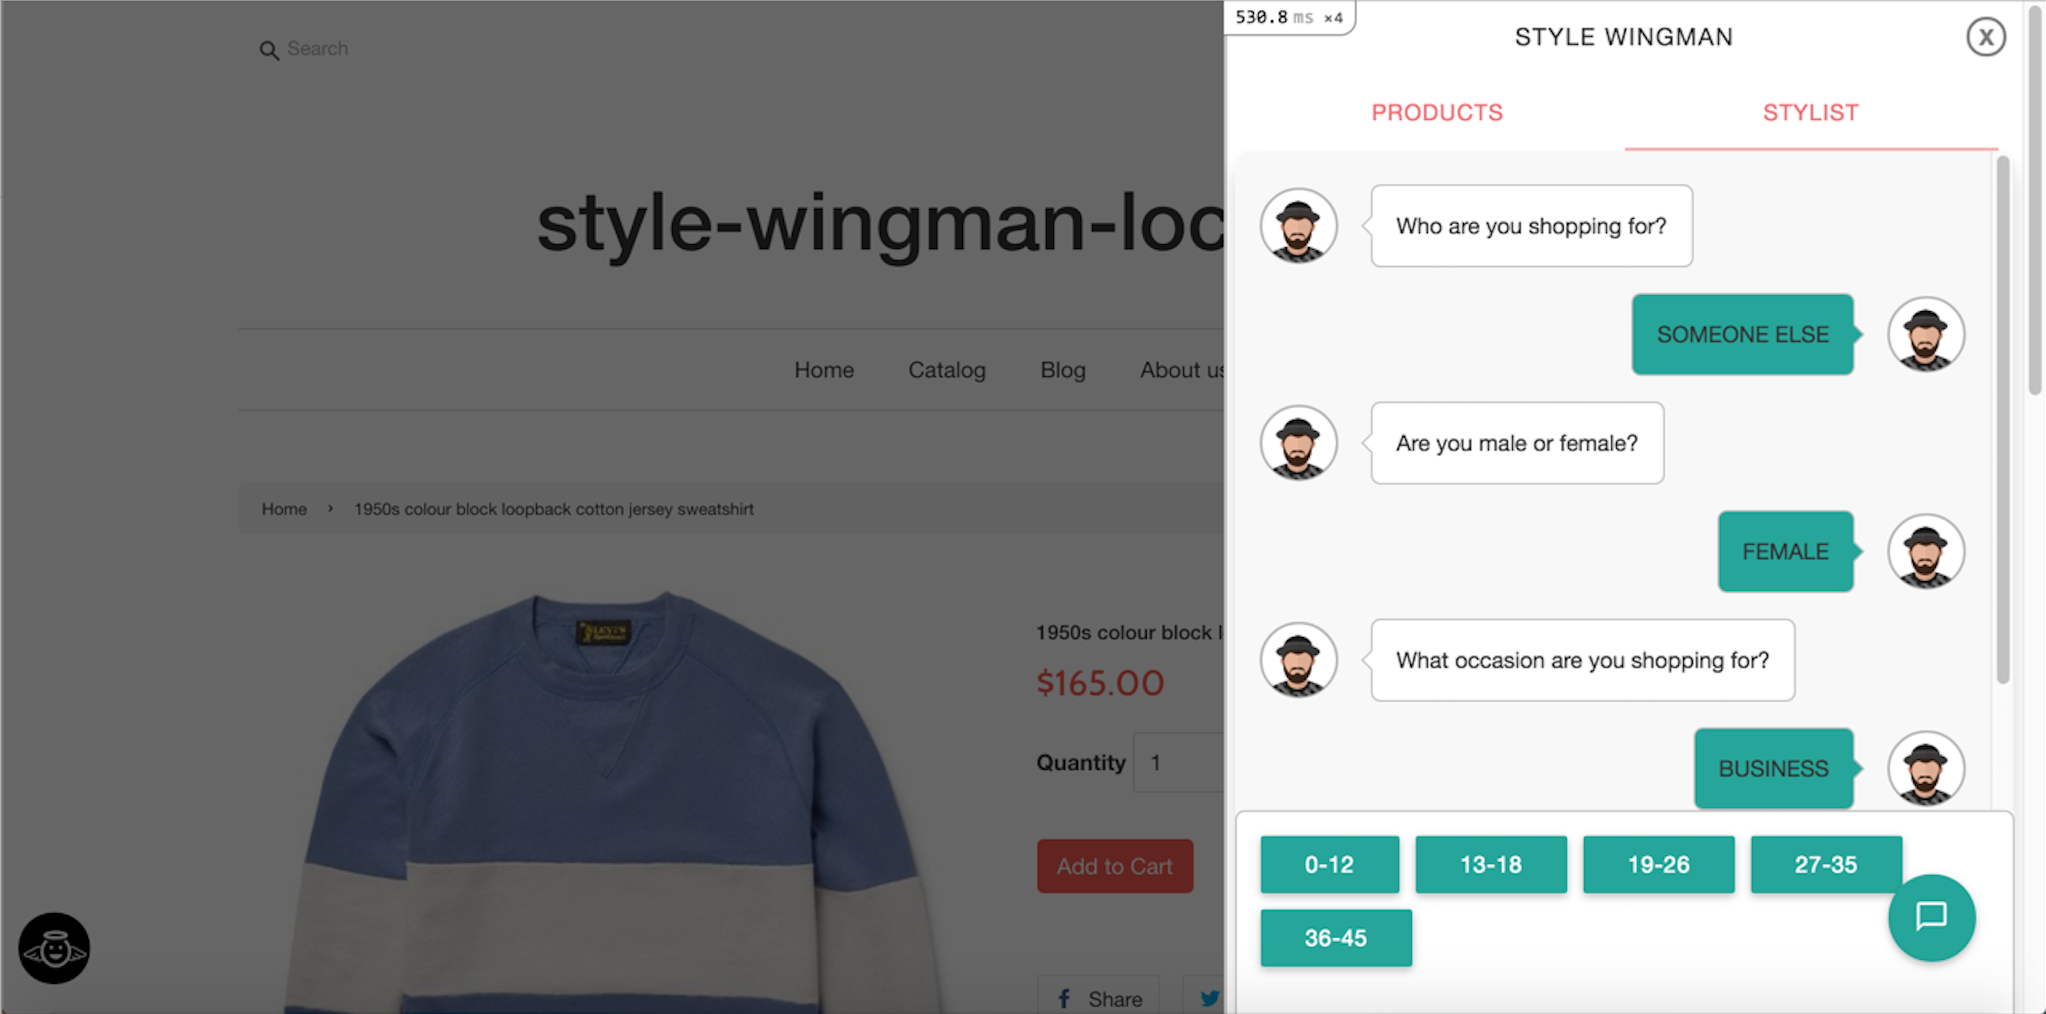 Search
style-wingman-loc
Home Catalog Blog About us
Home › 1950s colour block loopback cotton jersey sweatshirt
LEVI'S
1950s colour block l
$165.00
Quantity 1
Add to Cart
Share
530.8 ms ×4
STYLE WINGMAN
X
PRODUCTS STYLIST
Who are you shopping for?
SOMEONE ELSE
Are you male or female?
FEMALE
What occasion are you shopping for?
BUSINESS
0-12 13-18 19-26 27-35
36-45